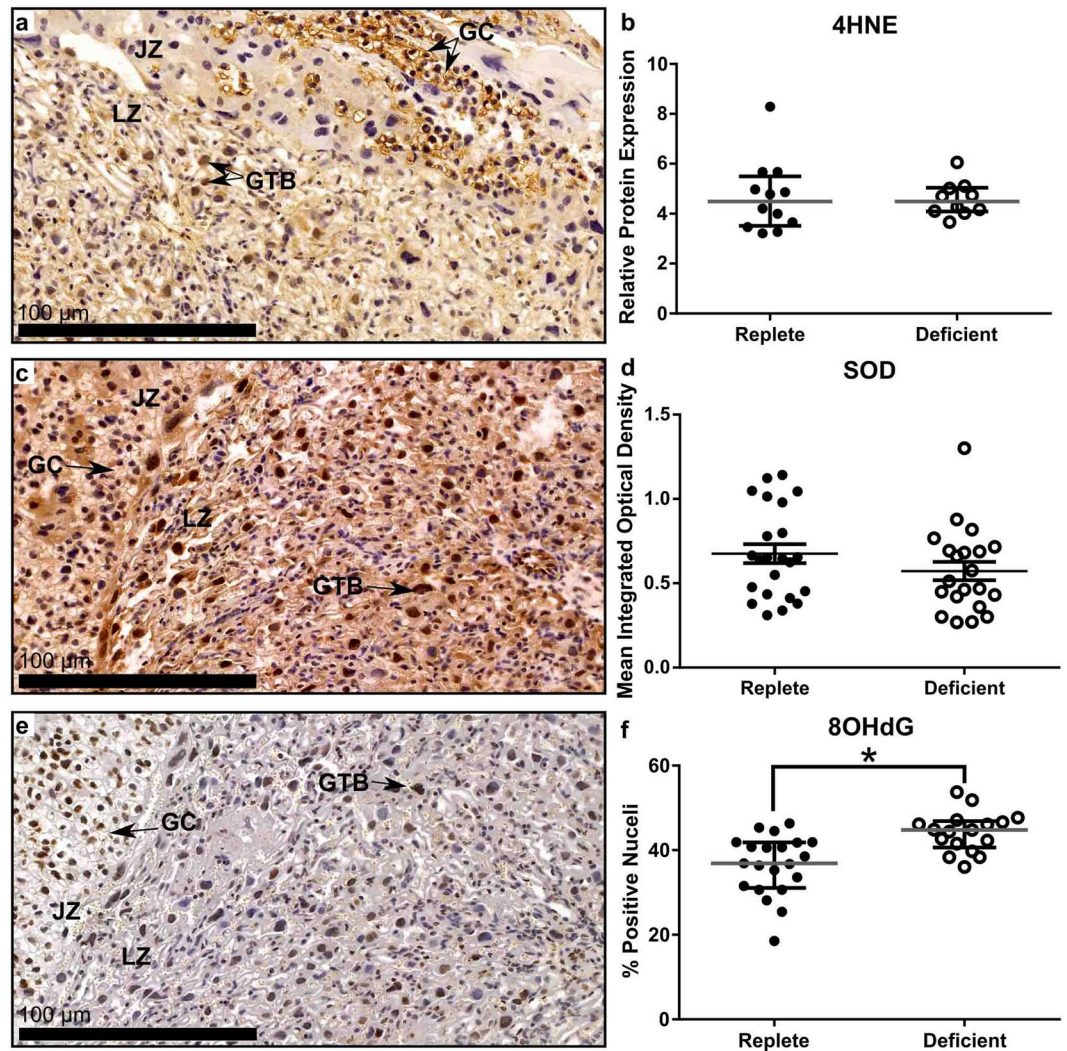 a
JZ
GC
LZ
GTB
100 µm
b
4HNE
Relative Protein Expression
10
8
6
4
2
0
Replete
Deficient
c
JZ
GC
LZ
GTB
100 µm
d
SOD
Mean Integrated Optical Density
1.5
1.0
0.5
0.0
Replete
Deficient
e
GTB
GC
JZ
LZ
100 µm
f
8OHdG
*
% Positive Nuceli
60
40
20
0
Replete
Deficient